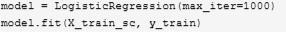 model = LogisticRegression(max_iter=1000)
model.fit(X_train_sc, y_train)